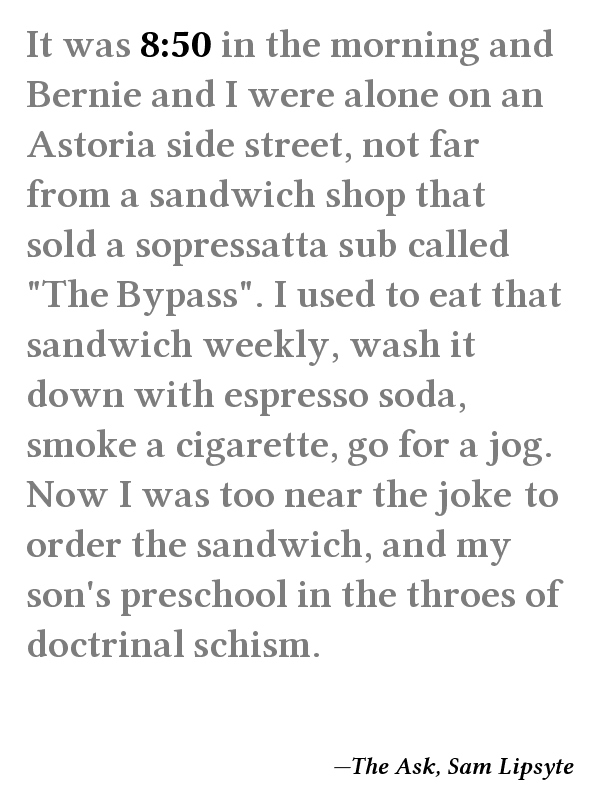 It was 8:50 in the morning and
Bernie and I were alone on an
Astoria side street, not far
from a sandwich shop that
sold a sopressatta sub called
"The Bypass". I used to eat that
sandwich weekly, wash it
down with espresso soda,
smoke a cigarette, go for a jog.
Now I was too near the joke to
order the sandwich, and my
son's preschool in the throes of
doctrinal schism.
—The Ask, Sam Lipsyte